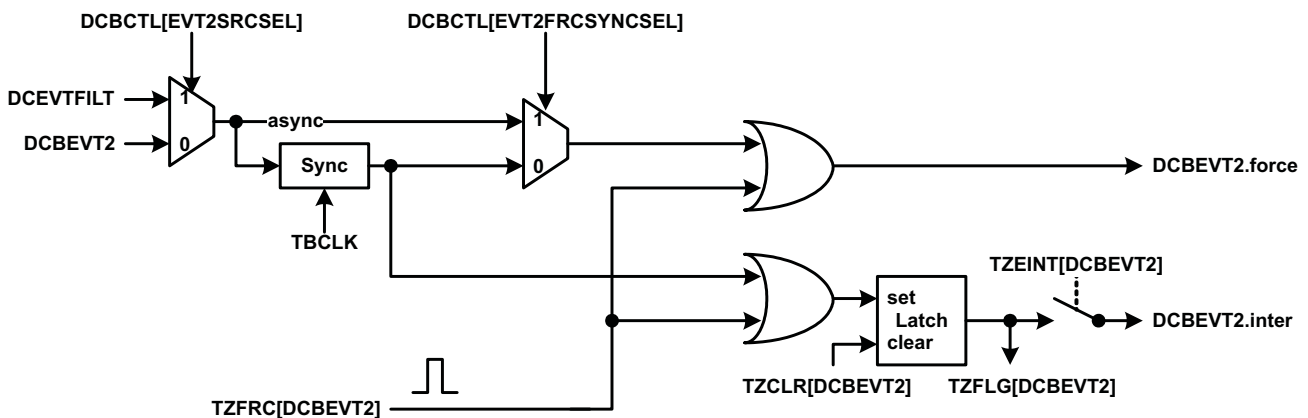 DCBCTL[EVT2SRCSEL]
DCBCTL[EVT2FRCSYNCSEL]
DCEVTFILT
1
async
1
DCBEVT2
0
Sync
0
DCBEVT2.force
TBCLK
TZEINT[DCBEVT2]
set
Latch
DCBEVT2.inter
clear
TZCLR[DCBEVT2]
TZFLG[DCBEVT2]
TZFRC[DCBEVT2]